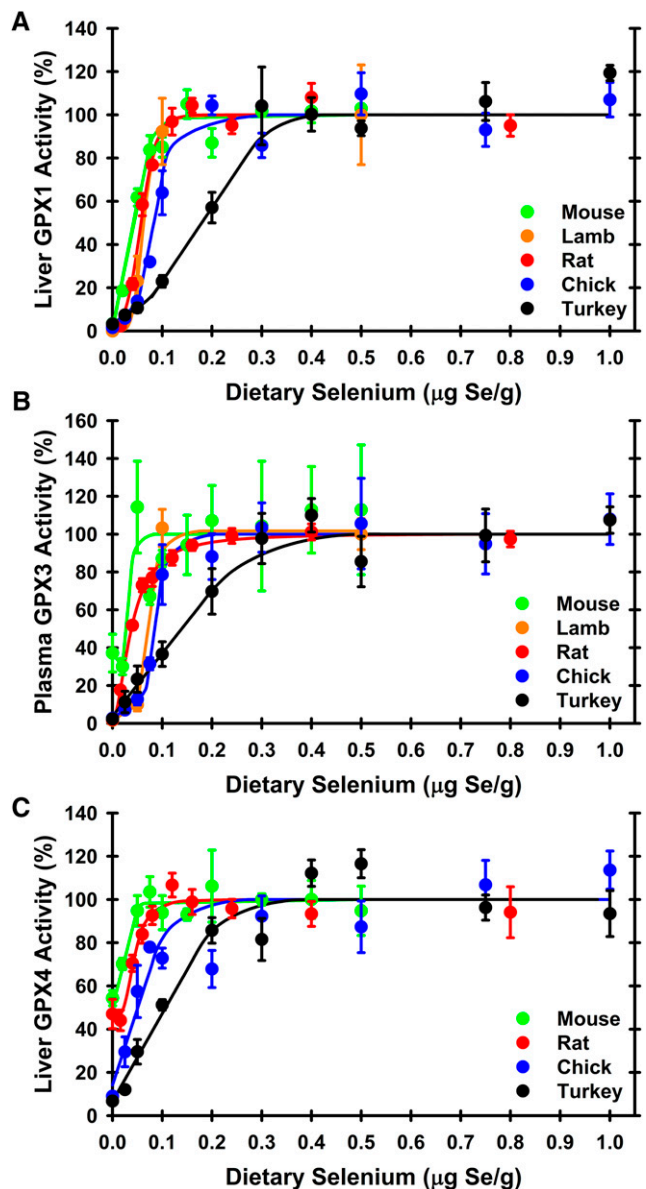 A
Liver GPX1 Activity (%)
140
120
100
80
60
40
20
0
Mouse
Lamb
Rat
Chick
Turkey
0.0 0.1 0.2 0.3 0.4 0.5 0.6 0.7 0.8 0.9 1.0
Dietary Selenium (µg Se/g)
B
Plasma GPX3 Activity (%)
160
140
120
100
80
60
40
20
0
Mouse
Lamb
Rat
Chick
Turkey
0.0 0.1 0.2 0.3 0.4 0.5 0.6 0.7 0.8 0.9 1.0
Dietary Selenium (µg Se/g)
C
Liver GPX4 Activity (%)
140
120
100
80
60
40
20
0
Mouse
Rat
Chick
Turkey
0.0 0.1 0.2 0.3 0.4 0.5 0.6 0.7 0.8 0.9 1.0
Dietary Selenium (µg Se/g)